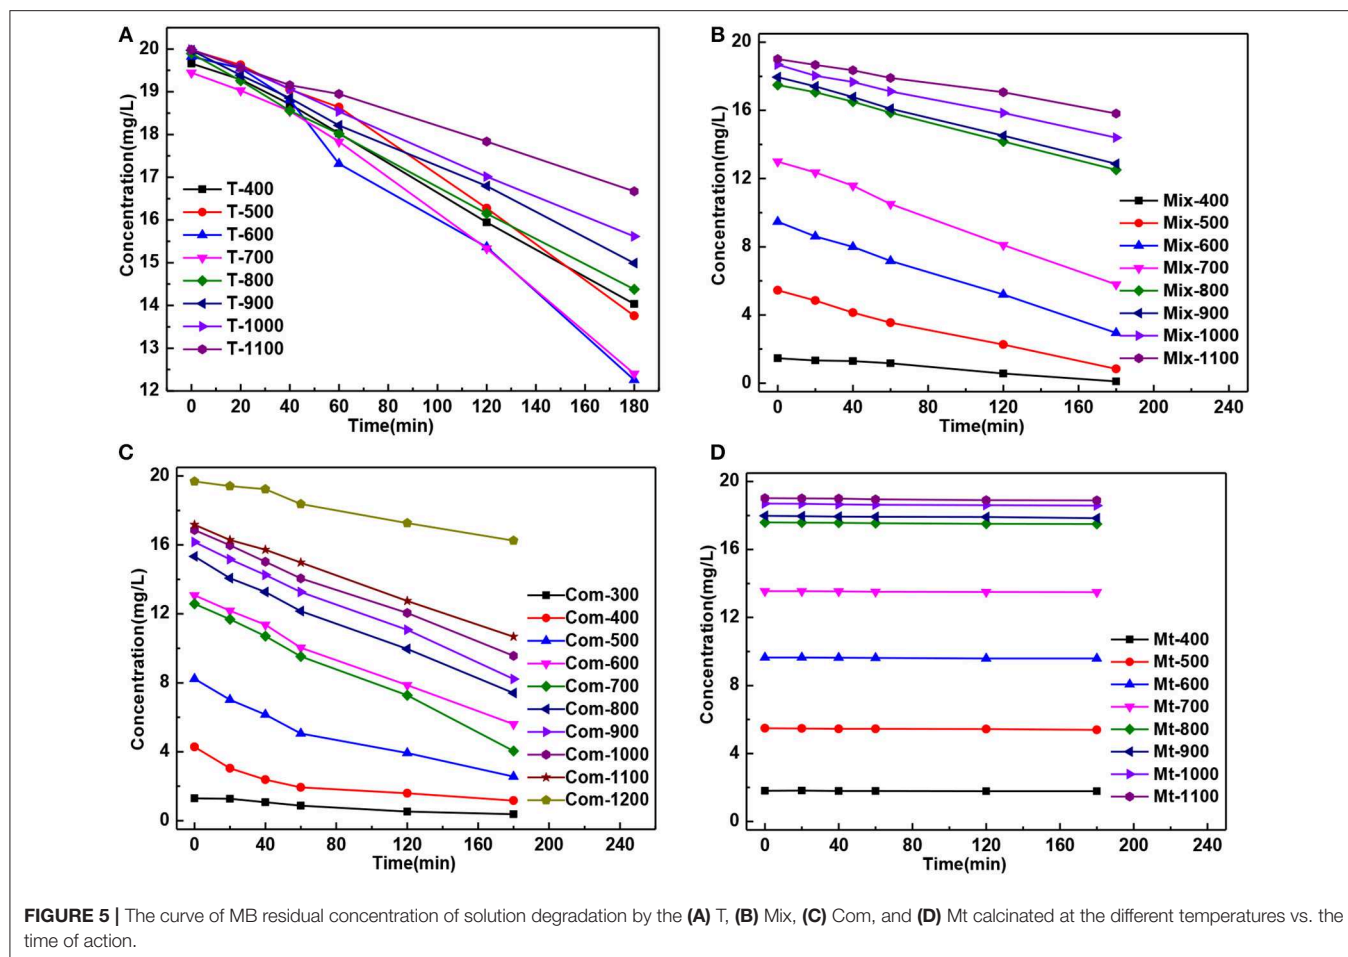 A
Concentration(mg/L)
20
19
18
17
16
15
14
13
12
T-400
T-500
T-600
T-700
T-800
T-900
T-1000
T-1100
0 20 40 60 80 100 120 140 160 180
Time(min)
B
Concentration(mg/L)
20
16
12
8
4
0
Mix-400
Mix-500
Mix-600
MIx-700
Mix-800
Mix-900
Mix-1000
MIx-1100
0 40 80 120 160 200 240
Time(min)
C
Concentration(mg/L)
20
16
12
8
4
0
Com-300
Com-400
Com-500
Com-600
Com-700
Com-800
Com-900
Com-1000
Com-1100
Com-1200
0 40 80 120 160 200 240
Time(min)
D
Concentration(mg/L)
20
16
12
8
4
0
Mt-400
Mt-500
Mt-600
Mt-700
Mt-800
Mt-900
Mt-1000
Mt-1100
0 40 80 120 160 200 240
Time(min)
FIGURE 5 | The curve of MB residual concentration of solution degradation by the (A) T, (B) Mix, (C) Com, and (D) Mt calcinated at the different temperatures vs. the
time of action.